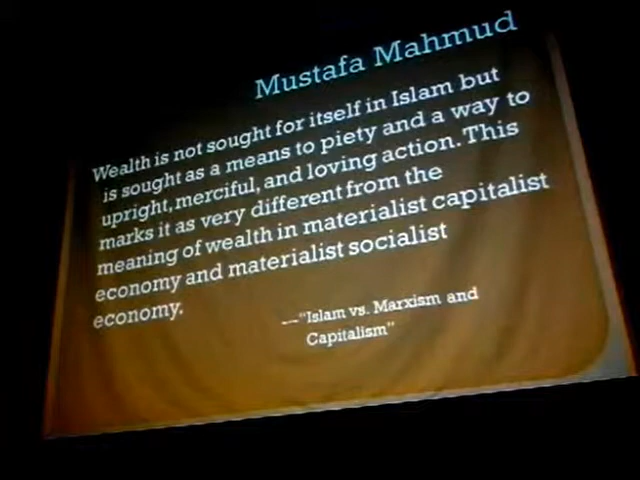 Mustafa Mahmud
Wealth is not sought for itself in Islam but
is sought as a means to piety and a way to
upright, merciful, and loving action. This
marks it as very different from the
meaning of wealth in materialist capitalist
economy and materialist socialist
economy.
—"Islam vs. Marxism and
Capitalism"